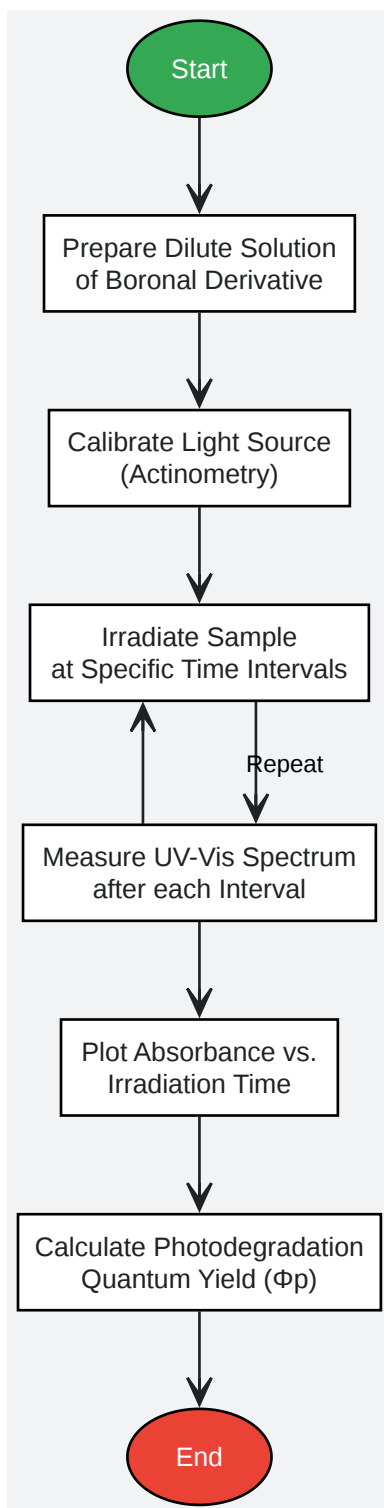 Start
Prepare Dilute Solution
of Boronal Derivative
Calibrate Light Source
(Actinometry)
Irradiate Sample
at Specific Time Intervals
Repeat
Measure UV-Vis Spectrum
after each Interval
Plot Absorbance vs.
Irradiation Time
Calculate Photodegradation
Quantum Yield (Φp)
End